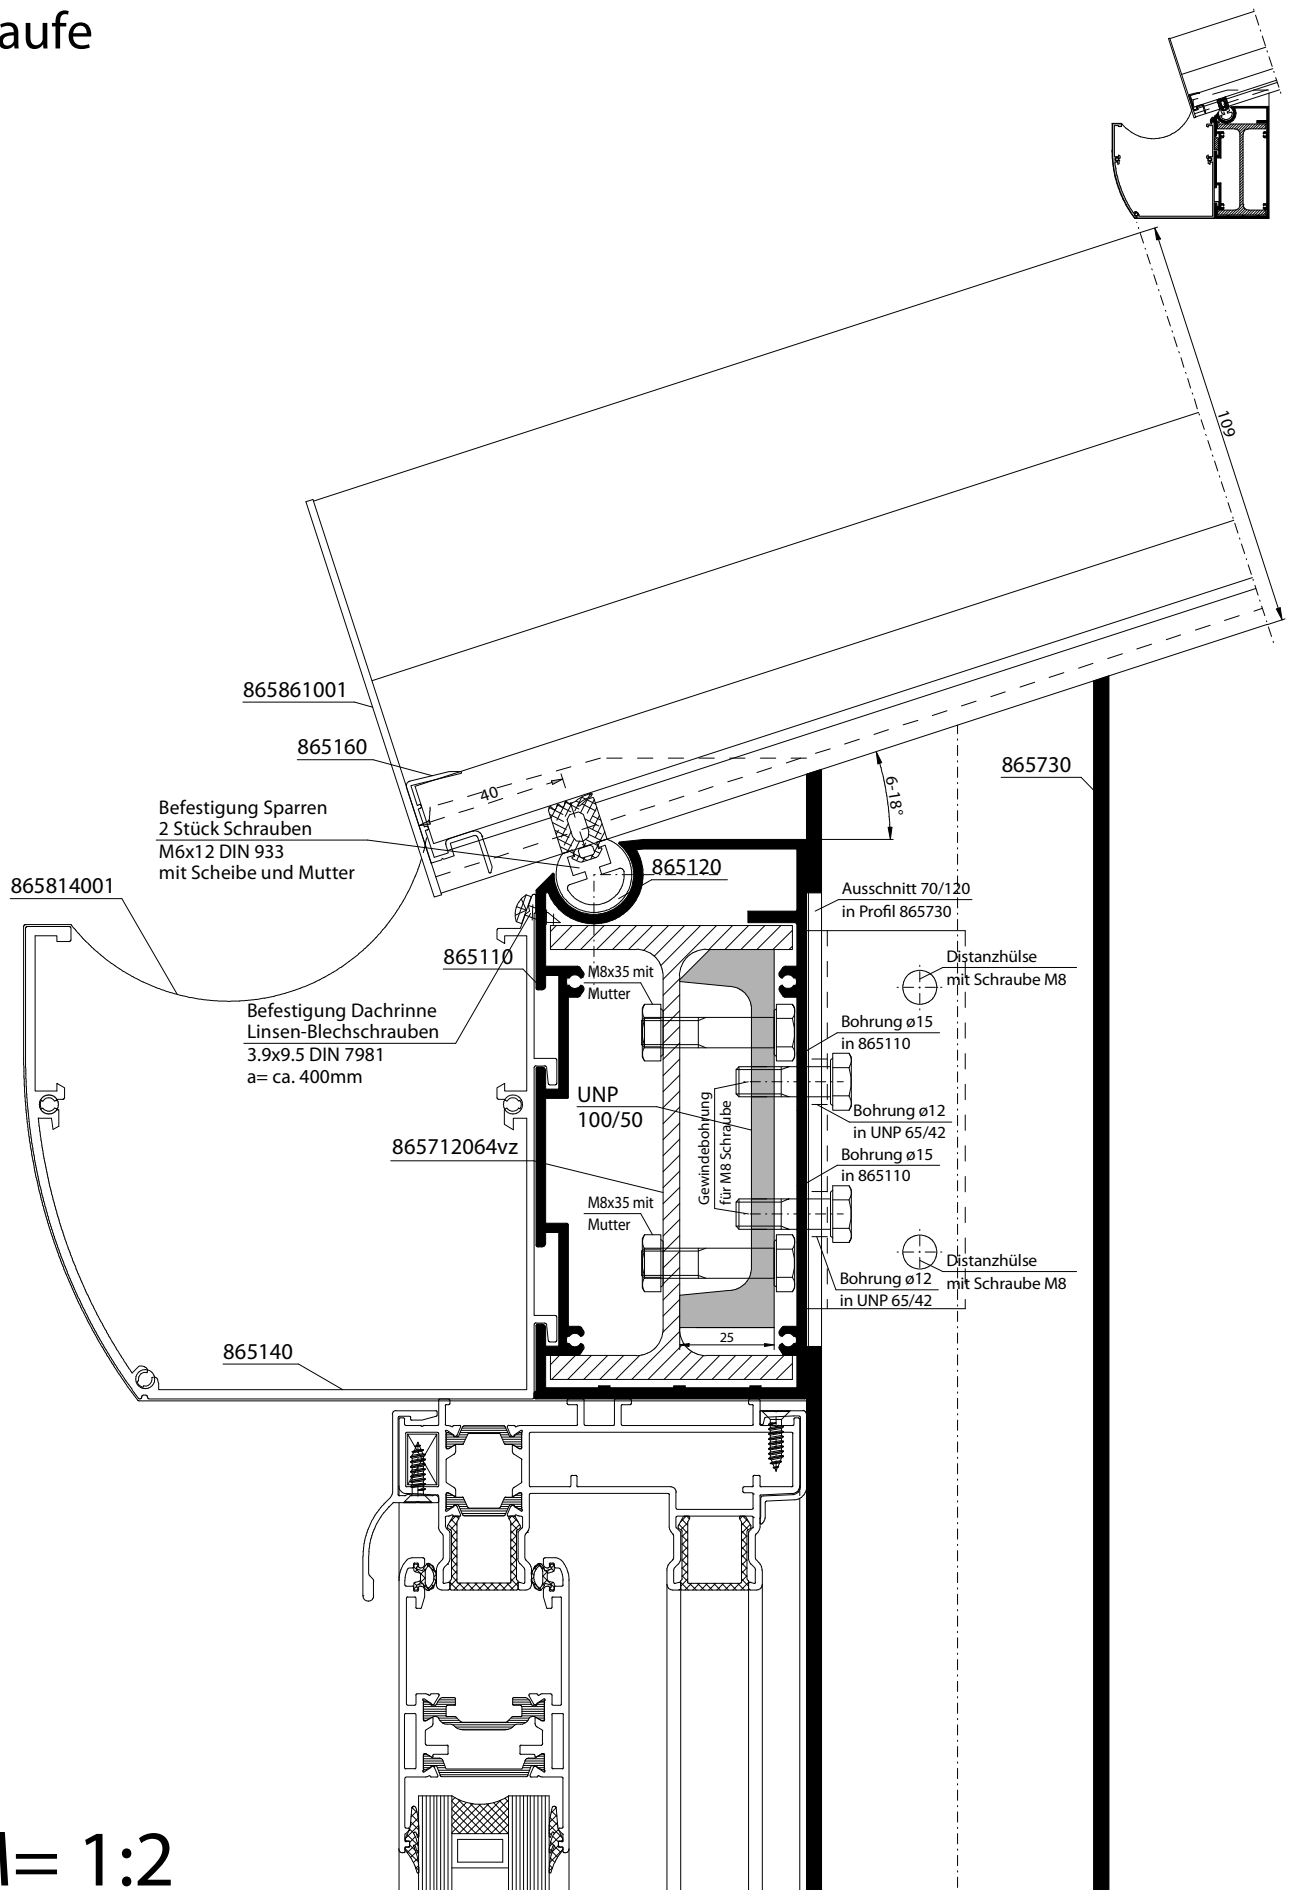 aufe
109
865861001
865160
40
865730
6-18°
Befestigung Sparren
2 Stück Schrauben
M6x12 DIN 933
mit Scheibe und Mutter
865120
865814001
Ausschnitt 70/120
in Profil 865730
865110
M8x35 mit
Mutter
Distanzhülse
mit Schraube M8
Befestigung Dachrinne
Linsen-Blechschrauben
3.9x9.5 DIN 7981
a= ca. 400mm
Bohrung ø15
in 865110
UNP
100/50
Gewindebohrung
für M8 Schraube
Bohrung ø12
in UNP 65/42
865712064vz
Bohrung ø15
in 865110
M8x35 mit
Mutter
Distanzhülse
mit Schraube M8
Bohrung ø12
in UNP 65/42
25
865140
= 1:2